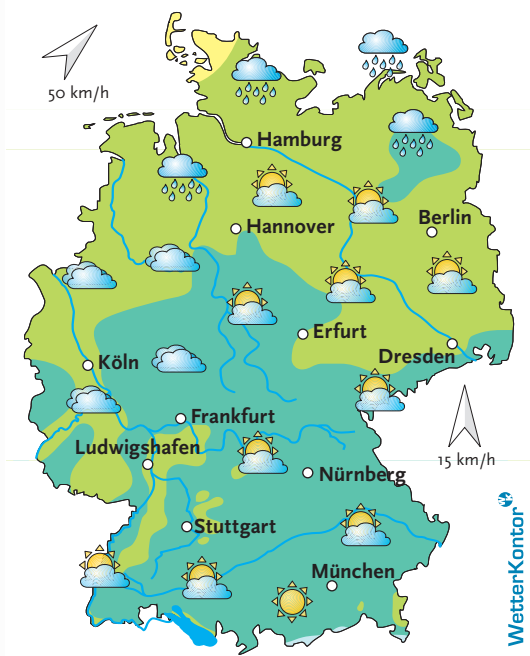 50 km/h
Hamburg
Hannover
Berlin
Erfurt
Dresden
Köln
Frankfurt
Ludwigshafen
15 km/h
Nürnberg
Stuttgart
München
WetterKontor